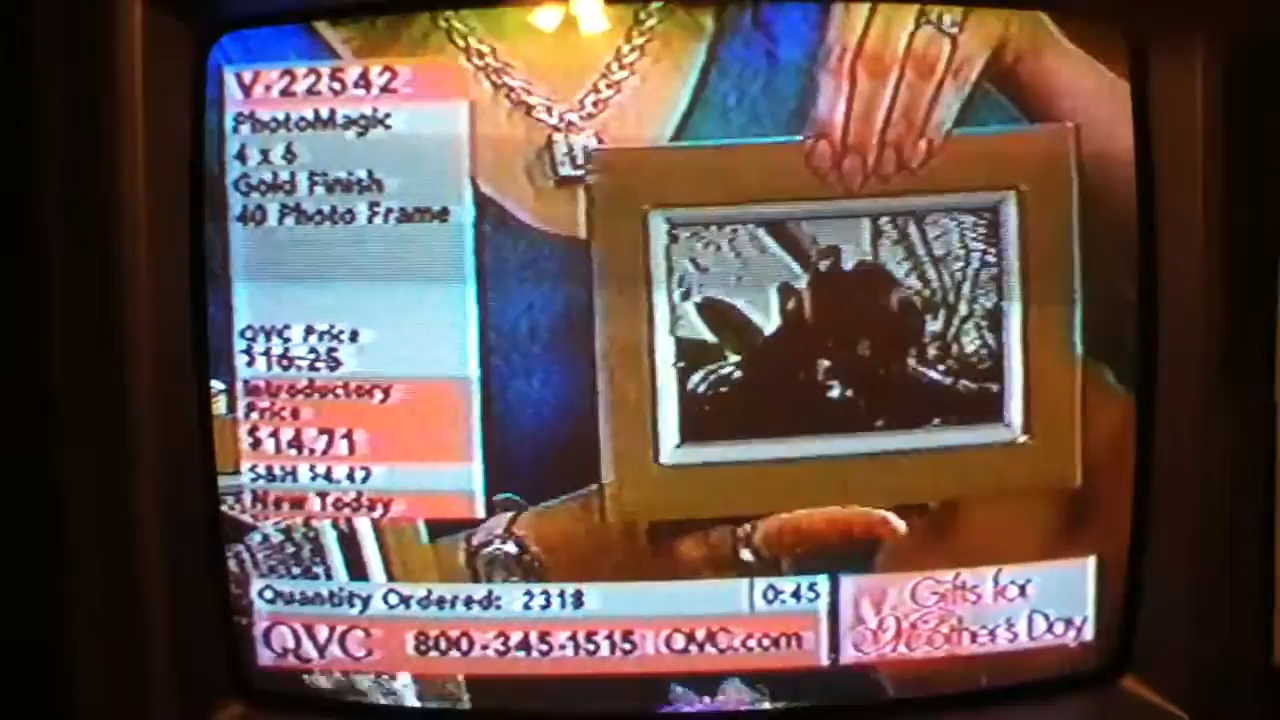 V-22542
PhotoMagic
4 x 6
Gold Finish
40 Photo Frame
QVC Price
$16.25
Introductory
Price
$14.71
S&H $4.47
New Today
Quantity Ordered: 2318
0:45
QVC 800-345-1515 QVC.com
Gifts for
Mother's Day